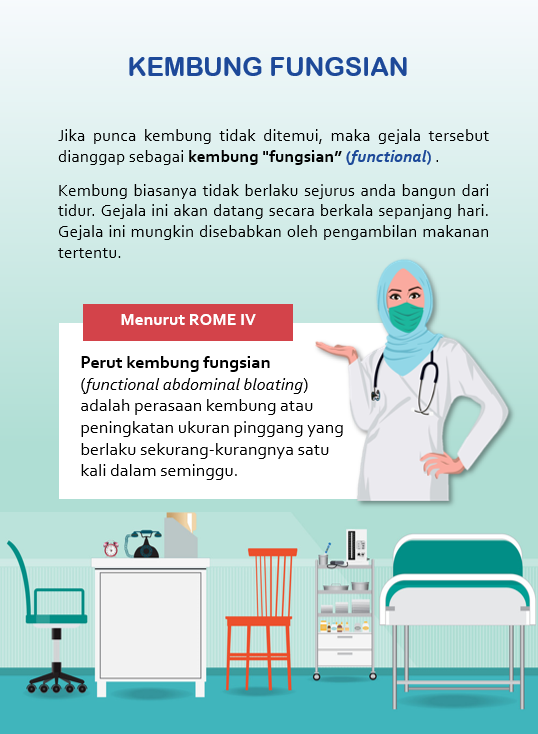 KEMBUNG FUNGSIAN
Jika punca kembung tidak ditemui, maka gejala tersebut
dianggap sebagai kembung "fungsian” (functional) .
Kembung biasanya tidak berlaku sejurus anda bangun dari
tidur. Gejala ini akan datang secara berkala sepanjang hari.
Gejala ini mungkin disebabkan oleh pengambilan makanan
tertentu.
Menurut ROME IV
Perut kembung fungsian
(functional abdominal bloating)
adalah perasaan kembung atau
peningkatan ukuran pinggang yang
berlaku sekurang-kurangnya satu
kali dalam seminggu.